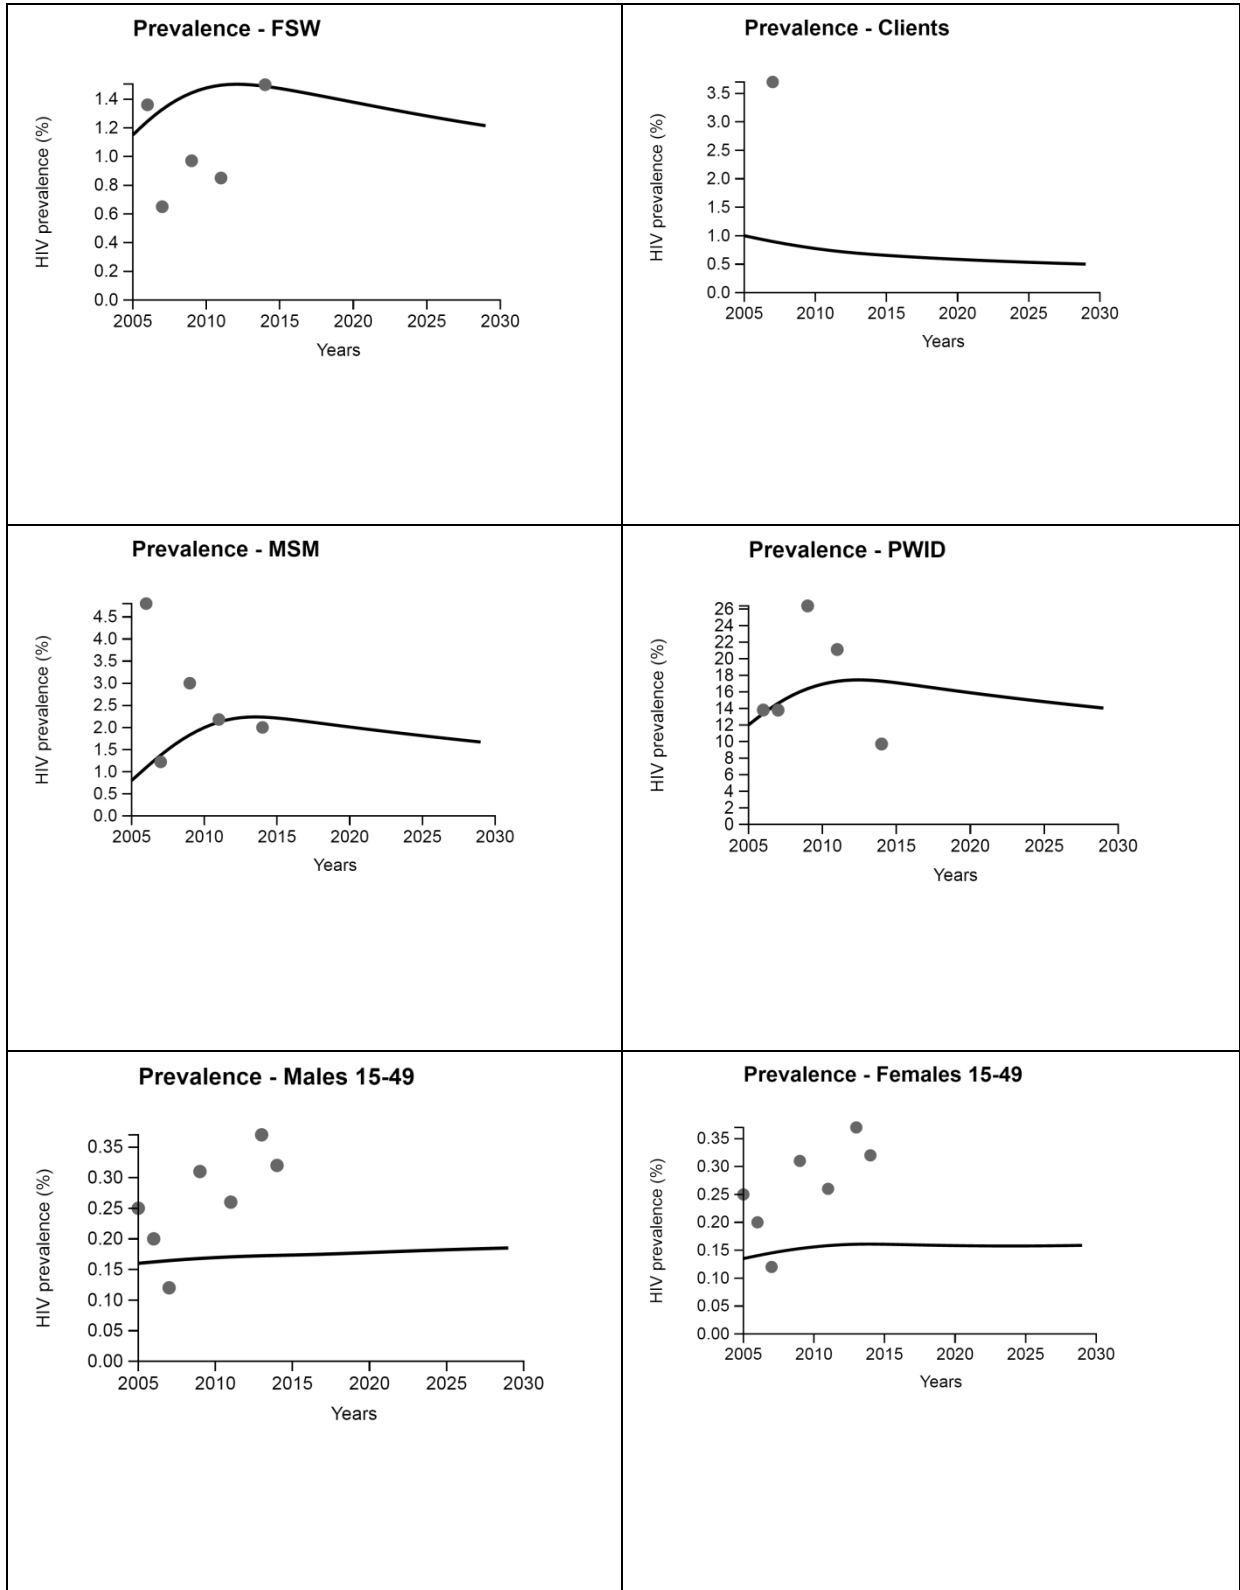 Prevalence - FSW
HIV prevalence (%)
1.4
1.2
1.0
0.8
0.6
0.4
0.2
0.0
2005 2010 2015 2020 2025 2030
Years
Prevalence - Clients
HIV prevalence (%)
3.5
3.0
2.5
2.0
1.5
1.0
0.5
0.0
2005 2010 2015 2020 2025 2030
Years
Prevalence - MSM
HIV prevalence (%)
4.5
4.0
3.5
3.0
2.5
2.0
1.5
1.0
0.5
0.0
2005 2010 2015 2020 2025 2030
Years
Prevalence - PWID
HIV prevalence (%)
26
24
22
20
18
16
14
12
10
8
6
4
2
0
2005 2010 2015 2020 2025 2030
Years
Prevalence - Males 15-49
HIV prevalence (%)
0.35
0.30
0.25
0.20
0.15
0.10
0.05
0.00
2005 2010 2015 2020 2025 2030
Years
Prevalence - Females 15-49
HIV prevalence (%)
0.35
0.30
0.25
0.20
0.15
0.10
0.05
0.00
2005 2010 2015 2020 2025 2030
Years